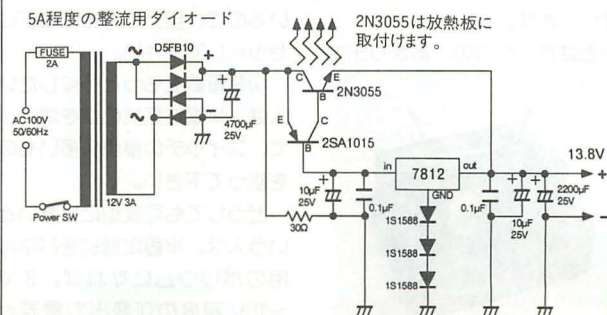 5A程度の整流用ダイオード
2N3055は放熱板に
取付けます。
FUSE
2A
D5FB10
+
C
E
B
2N3055
AC100V
50/60Hz
4700μF
25V
−
E
C
B
2SA1015
12V 3A
Power SW
in
7812
out
GND
13.8V
+
−
10μF
25V
0.1μF
30Ω
1S1588
1S1588
1S1588
0.1μF
10μF
25V
2200μF
25V